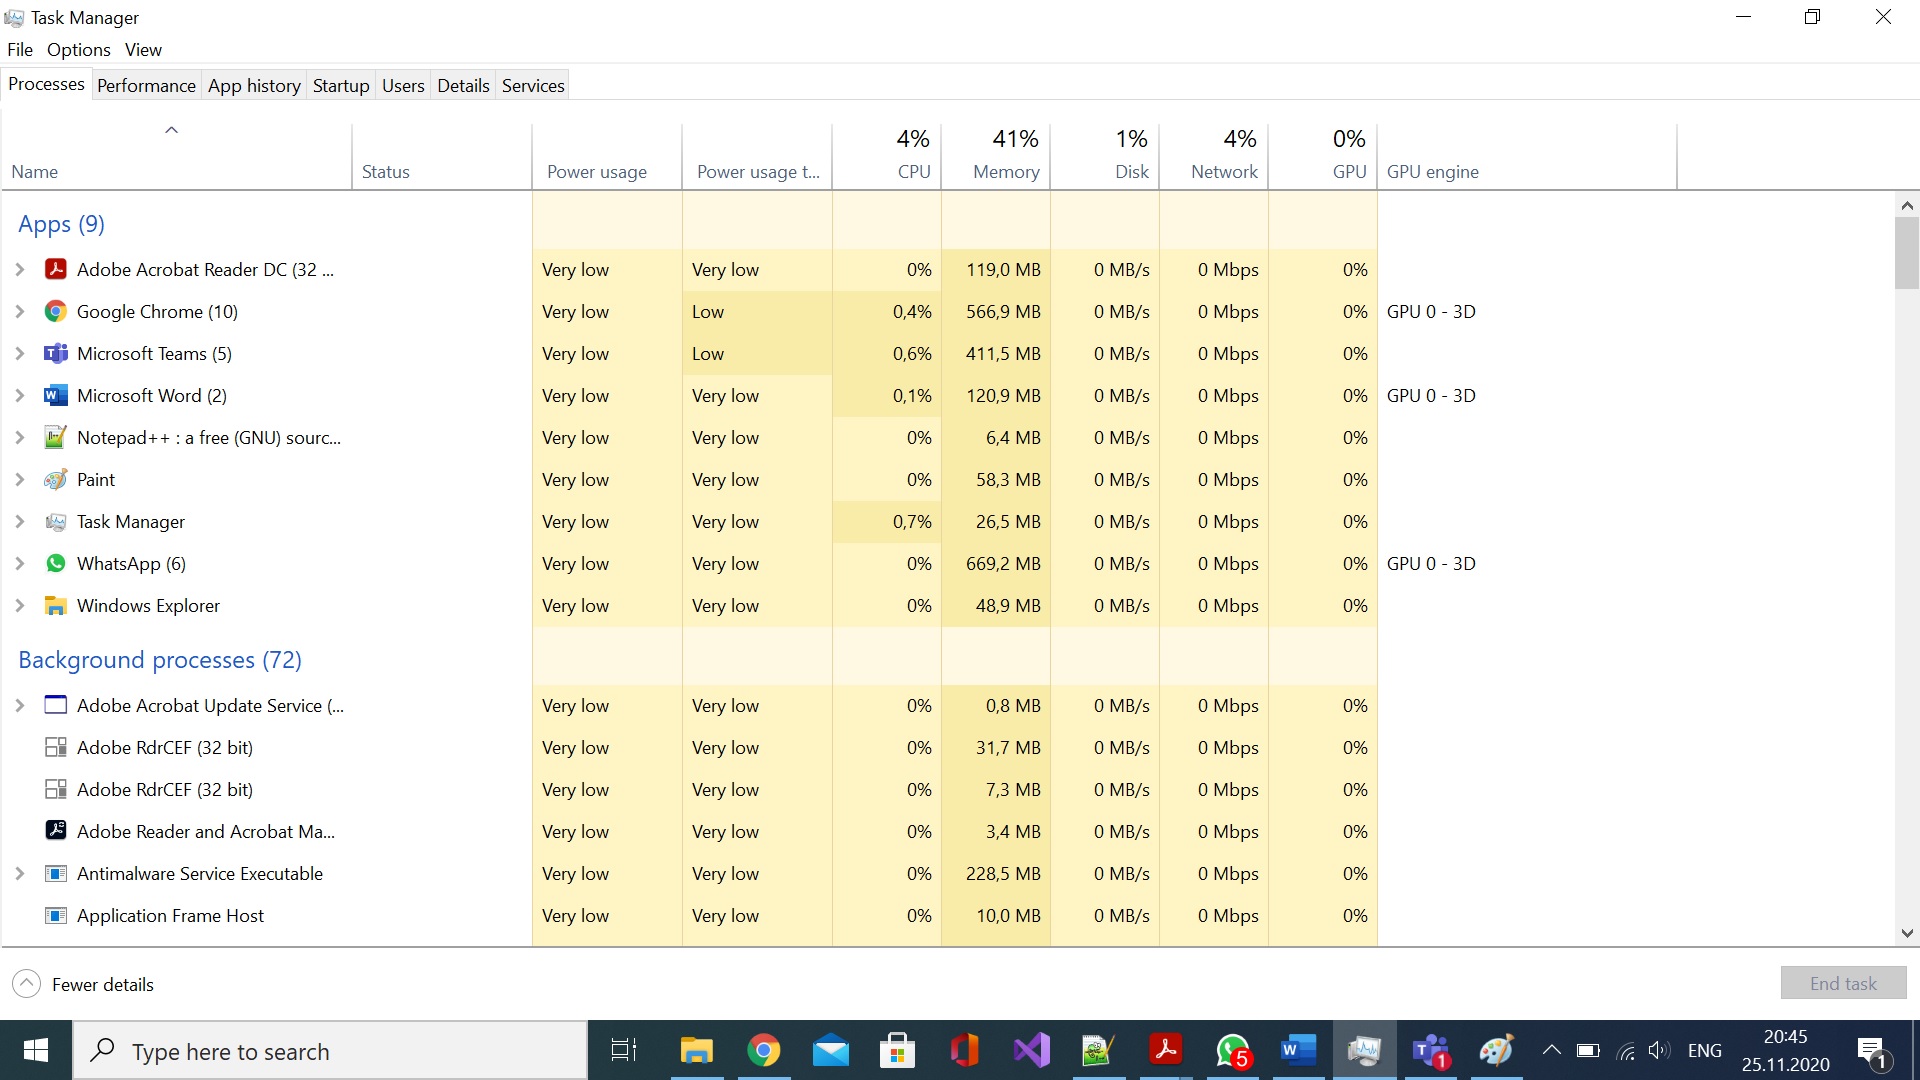 Task Manager
File Options View
Processes Performance App history Startup Users Details Services
4% 41% 1% 4% 0%
Name Status Power usage Power usage t... CPU Memory Disk Network GPU GPU engine
Apps (9)
Adobe Acrobat Reader DC (32 ... Very low Very low 0% 119,0 MB 0 MB/s 0 Mbps 0%
Google Chrome (10) Very low Low 0,4% 566,9 MB 0 MB/s 0 Mbps 0% GPU 0 - 3D
Microsoft Teams (5) Very low Low 0,6% 411,5 MB 0 MB/s 0 Mbps 0%
Microsoft Word (2) Very low Very low 0,1% 120,9 MB 0 MB/s 0 Mbps 0% GPU 0 - 3D
Notepad++ : a free (GNU) sourc... Very low Very low 0% 6,4 MB 0 MB/s 0 Mbps 0%
Paint Very low Very low 0% 58,3 MB 0 MB/s 0 Mbps 0%
Task Manager Very low Very low 0,7% 26,5 MB 0 MB/s 0 Mbps 0%
WhatsApp (6) Very low Very low 0% 669,2 MB 0 MB/s 0 Mbps 0% GPU 0 - 3D
Windows Explorer Very low Very low 0% 48,9 MB 0 MB/s 0 Mbps 0%
Background processes (72)
Adobe Acrobat Update Service (... Very low Very low 0% 0,8 MB 0 MB/s 0 Mbps 0%
Adobe RdrCEF (32 bit) Very low Very low 0% 31,7 MB 0 MB/s 0 Mbps 0%
Adobe RdrCEF (32 bit) Very low Very low 0% 7,3 MB 0 MB/s 0 Mbps 0%
Adobe Reader and Acrobat Ma... Very low Very low 0% 3,4 MB 0 MB/s 0 Mbps 0%
Antimalware Service Executable Very low Very low 0% 228,5 MB 0 MB/s 0 Mbps 0%
Application Frame Host Very low Very low 0% 10,0 MB 0 MB/s 0 Mbps 0%
Fewer details End task
Type here to search 5 1 ENG 20:45 1
25.11.2020